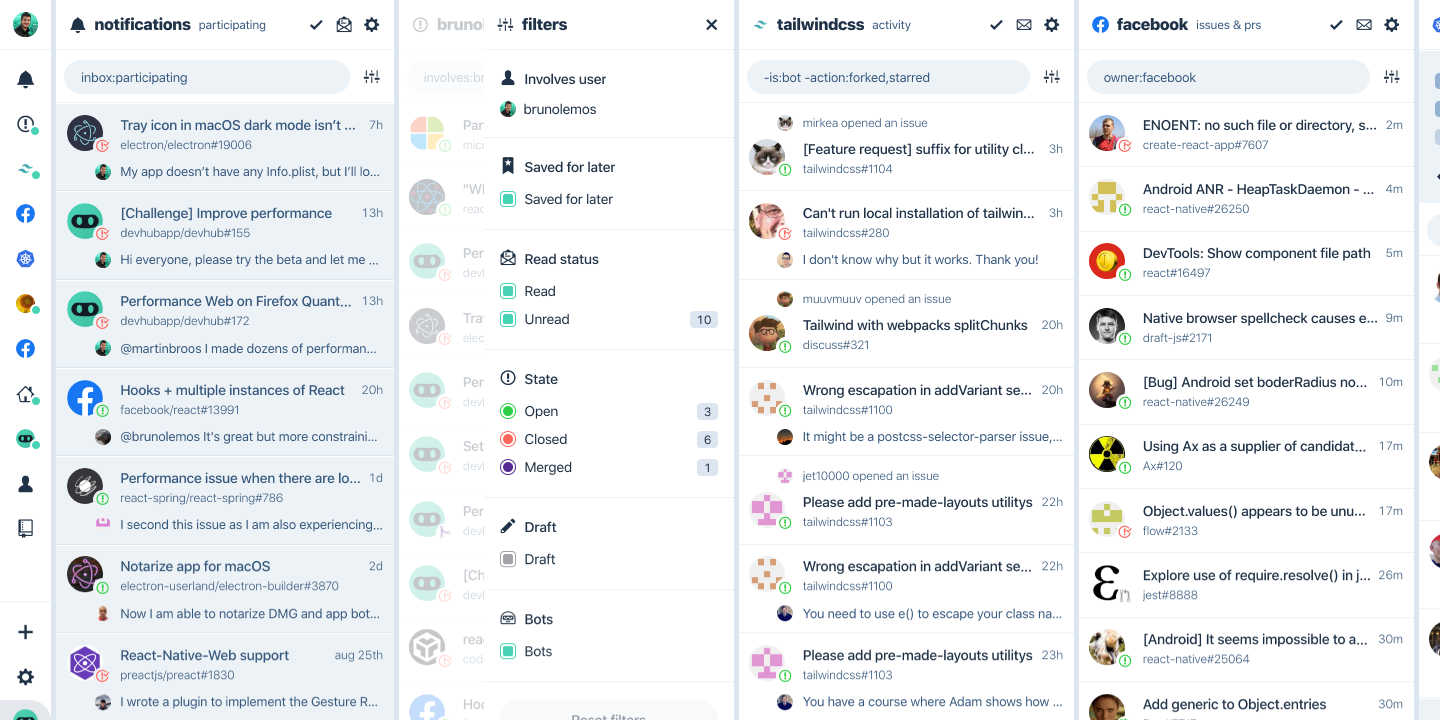 notifications participating
inbox:participating
Tray icon in macOS dark mode isn't ... 7h
electron/electron#19006
My app doesn't have any Info.plist, but I'll lo...
[Challenge] Improve performance 13h
devhubapp/devhub#155
Hi everyone, please try the beta and let me ...
Performance Web on Firefox Quant... 13h
devhubapp/devhub#172
@martinbroos I made dozens of performan...
Hooks + multiple instances of React 20h
facebook/react#13991
@brunolemos It's great but more constraini...
Performance issue when there are lo... 1d
react-spring/react-spring#786
I second this issue as I am also experiencing...
Notarize app for macOS 2d
electron-userland/electron-builder#3870
Now I am able to notarize DMG and app bot...
React-Native-Web support aug 25th
preactjs/preact#1830
I wrote a plugin to implement the Gesture R...
filters
Involves user
brunolemos
Saved for later
Saved for later
Read status
Read
Unread 10
State
Open 3
Closed 6
Merged 1
Draft
Draft
Bots
Bots
Reset filters
tailwindcss activity
-is:bot -action:forked,starred
mirkea opened an issue
[Feature request] suffix for utility cl... 3h
tailwindcss#1104
Can't run local installation of tailwin... 3h
tailwindcss#280
I don't know why but it works. Thank you!
muuvmuuv opened an issue
Tailwind with webpacks splitChunks 20h
discuss#321
Wrong escapation in addVariant se... 20h
tailwindcss#1100
It might be a postcss-selector-parser issue,...
jet10000 opened an issue
Please add pre-made-layouts utilitys 22h
tailwindcss#1103
Wrong escapation in addVariant se... 22h
tailwindcss#1100
You need to use e() to escape your class na...
Please add pre-made-layouts utilitys 23h
tailwindcss#1103
You have a course where Adam shows how ...
facebook issues & prs
owner:facebook
ENOENT: no such file or directory, s... 2m
create-react-app#7607
Android ANR - HeapTaskDaemon - ... 4m
react-native#26250
DevTools: Show component file path 5m
react#16497
Native browser spellcheck causes e... 9m
draft-js#2171
[Bug] Android set boderRadius no... 10m
react-native#26249
Using Ax as a supplier of candidat... 17m
Ax#120
Object.values() appears to be unu... 17m
flow#2133
Explore use of require.resolve() in j... 26m
jest#8888
[Android] It seems impossible to a... 30m
react-native#25064
Add generic to Object.entries 30m